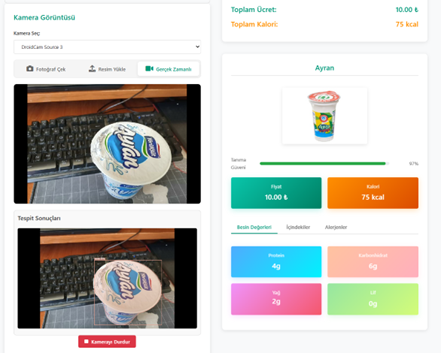 Kamera Görüntüsü
Kamera Seç:
DroidCam Source 3
Fotoğraf Çek
Resim Yükle
Gerçek Zamanlı
Ayran
Tespit Sonuçları
Ayran
Kamerayı Durdur
Toplam Ücret:
10.00 ₺
Toplam Kalori:
75 kcal
Ayran
Tanıma
Güveni
97%
Fiyat
10.00 ₺
Kalori
75 kcal
Besin Değerleri
İçindekiler
Alerjenler
Protein
4g
Karbonhidrat
6g
Yağ
2g
Lif
0g